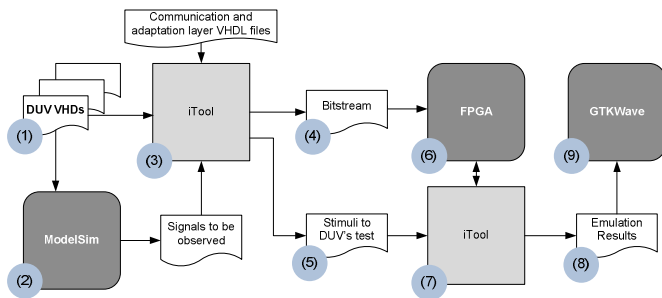 Communication and
adaptation layer VHDL files
DUV VHDs
(1)
iTool
(3)
Bitstream
(4)
FPGA
(6)
GTKWave
(9)
ModelSim
(2)
Signals to be
observed
Stimuli to
DUV's test
(5)
iTool
(7)
Emulation
Results
(8)